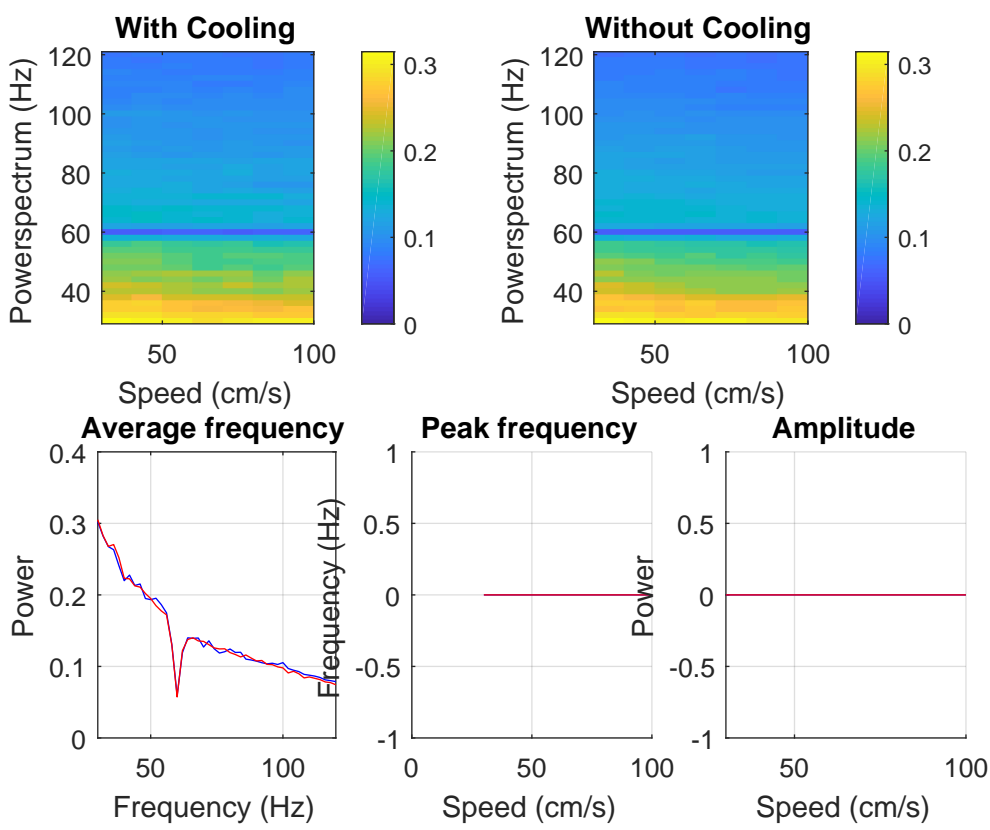 With Cooling
Powerspectrum (Hz)
120
100
80
60
40
50
100
Speed (cm/s)
0.3
0.2
0.1
0
Without Cooling
Powerspectrum (Hz)
120
100
80
60
40
50
100
Speed (cm/s)
0.3
0.2
0.1
0
Average frequency
Power
0.4
0.3
0.2
0.1
0
50
100
Frequency (Hz)
Peak frequency
Frequency (Hz)
1
0.5
0
-0.5
-1
0
50
100
Speed (cm/s)
Amplitude
Power
1
0.5
0
-0.5
-1
50
100
Speed (cm/s)